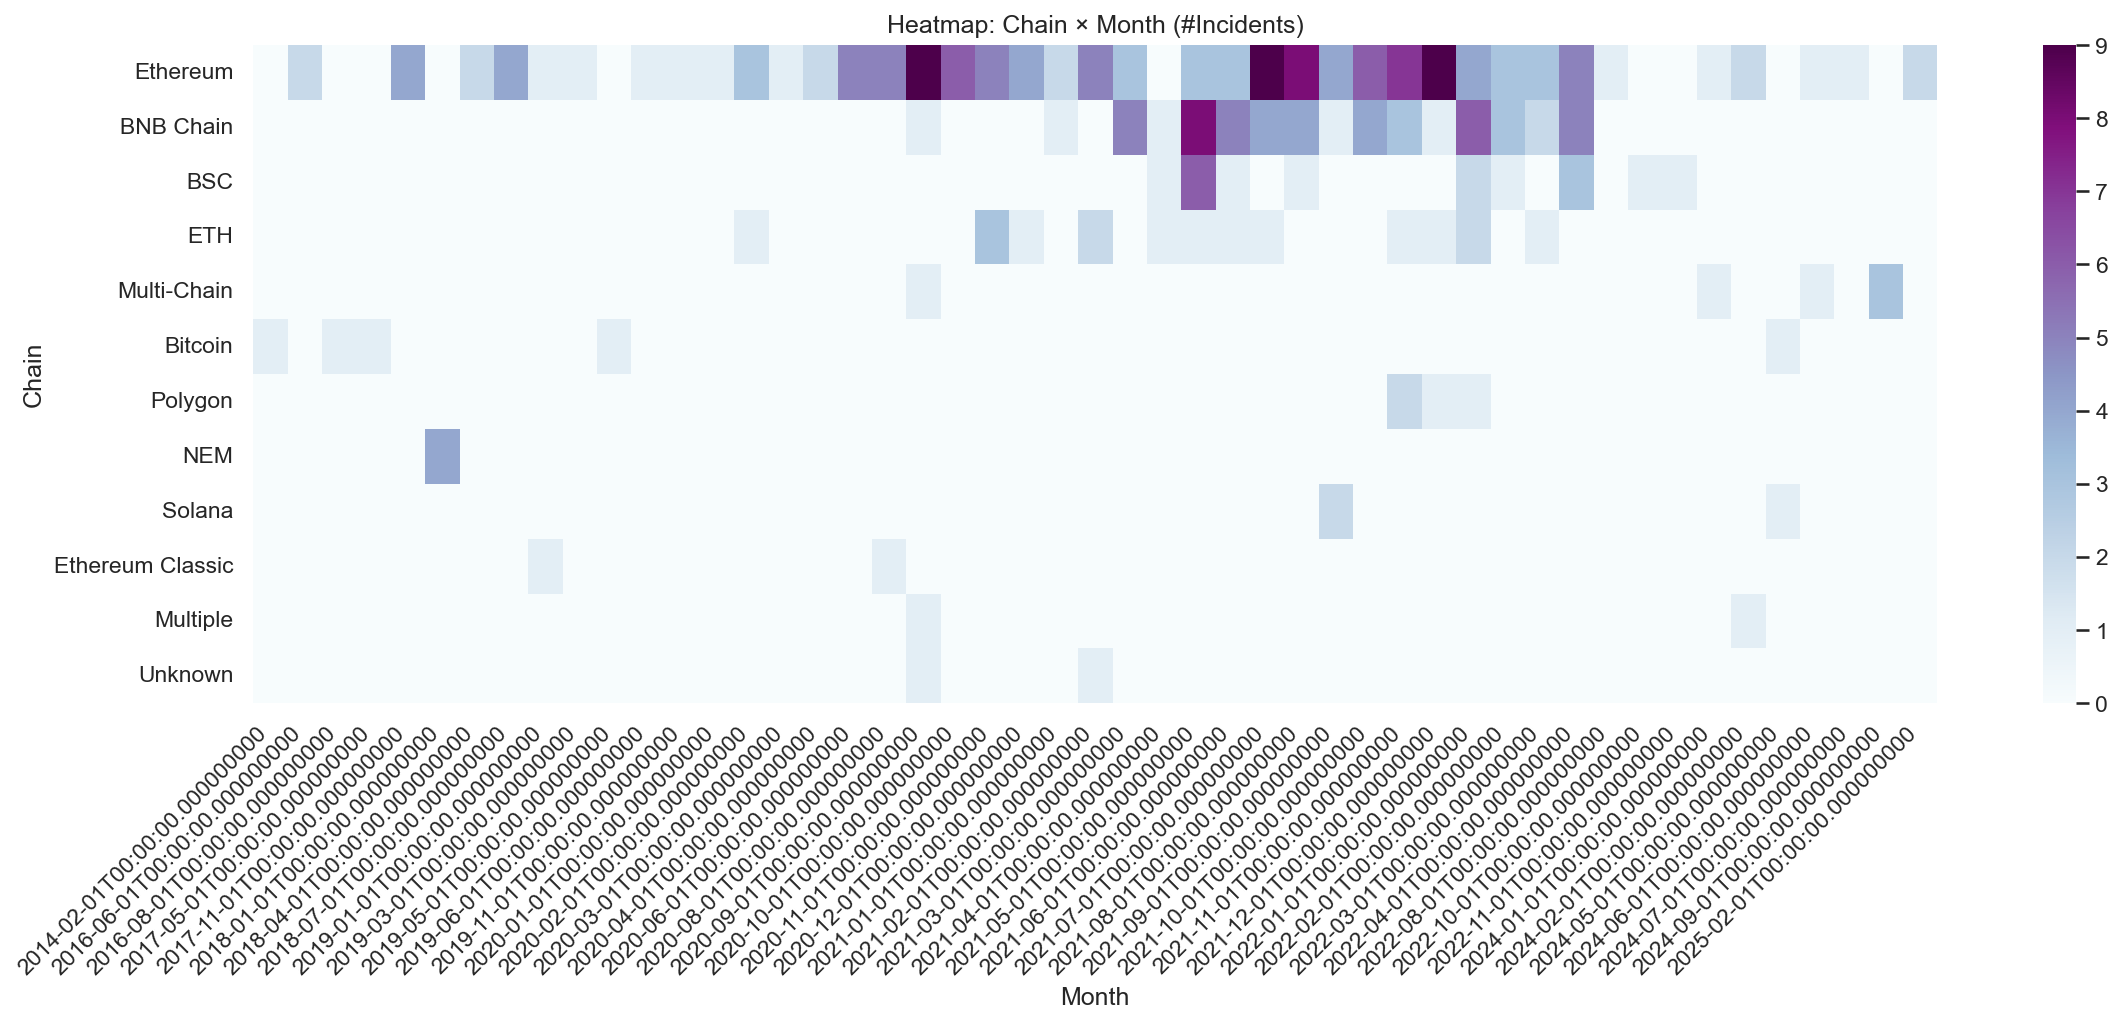 Heatmap: Chain × Month (#Incidents)
Chain
Ethereum
BNB Chain
BSC
ETH
Multi-Chain
Bitcoin
Polygon
NEM
Solana
Ethereum Classic
Multiple
Unknown
2014-02-01T00:00:00.000000000
2016-06-01T00:00:00.000000000
2016-08-01T00:00:00.000000000
2017-05-01T00:00:00.000000000
2017-11-01T00:00:00.000000000
2018-01-01T00:00:00.000000000
2018-04-01T00:00:00.000000000
2018-07-01T00:00:00.000000000
2019-01-01T00:00:00.000000000
2019-03-01T00:00:00.000000000
2019-05-01T00:00:00.000000000
2019-06-01T00:00:00.000000000
2019-11-01T00:00:00.000000000
2020-01-01T00:00:00.000000000
2020-02-01T00:00:00.000000000
2020-03-01T00:00:00.000000000
2020-04-01T00:00:00.000000000
2020-06-01T00:00:00.000000000
2020-08-01T00:00:00.000000000
2020-09-01T00:00:00.000000000
2020-10-01T00:00:00.000000000
2020-11-01T00:00:00.000000000
2020-12-01T00:00:00.000000000
2021-01-01T00:00:00.000000000
2021-02-01T00:00:00.000000000
2021-03-01T00:00:00.000000000
2021-04-01T00:00:00.000000000
2021-05-01T00:00:00.000000000
2021-06-01T00:00:00.000000000
2021-07-01T00:00:00.000000000
2021-08-01T00:00:00.000000000
2021-09-01T00:00:00.000000000
2021-10-01T00:00:00.000000000
2021-11-01T00:00:00.000000000
2021-12-01T00:00:00.000000000
2022-01-01T00:00:00.000000000
2022-02-01T00:00:00.000000000
2022-03-01T00:00:00.000000000
2022-04-01T00:00:00.000000000
2022-08-01T00:00:00.000000000
2022-10-01T00:00:00.000000000
2022-11-01T00:00:00.000000000
2024-01-01T00:00:00.000000000
2024-02-01T00:00:00.000000000
2024-05-01T00:00:00.000000000
2024-06-01T00:00:00.000000000
2024-07-01T00:00:00.000000000
2024-09-01T00:00:00.000000000
2025-02-01T00:00:00.000000000
Month
9
8
7
6
5
4
3
2
1
0